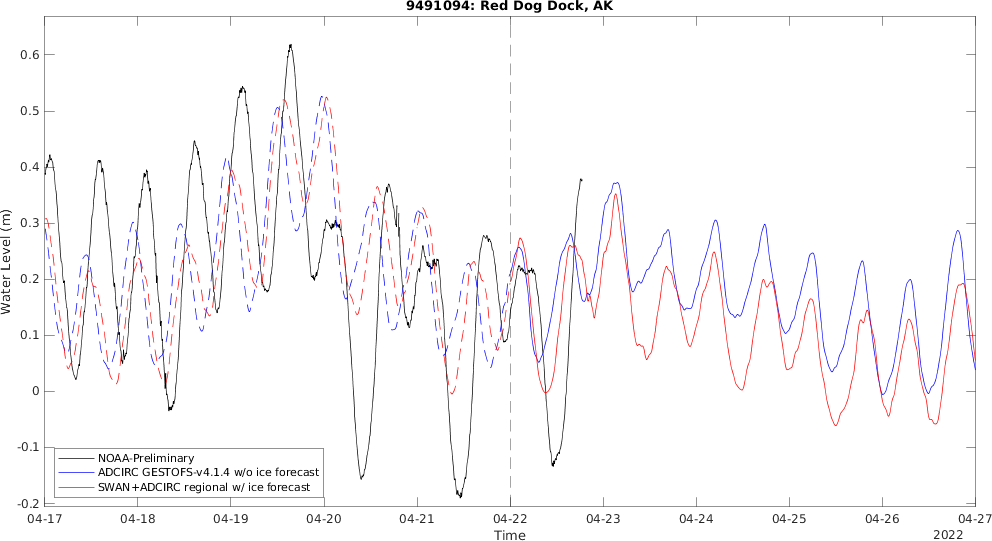 9491094: Red Dog Dock, AK
Water Level (m)
0.6
0.5
0.4
0.3
0.2
0.1
0
-0.1
-0.2
NOAA-Preliminary
ADCIRC GESTOFS-v4.1.4 w/o ice forecast
SWAN+ADCIRC regional w/ ice forecast
04-17 04-18 04-19 04-20 04-21 04-22 04-23 04-24 04-25 04-26 04-27
Time
2022